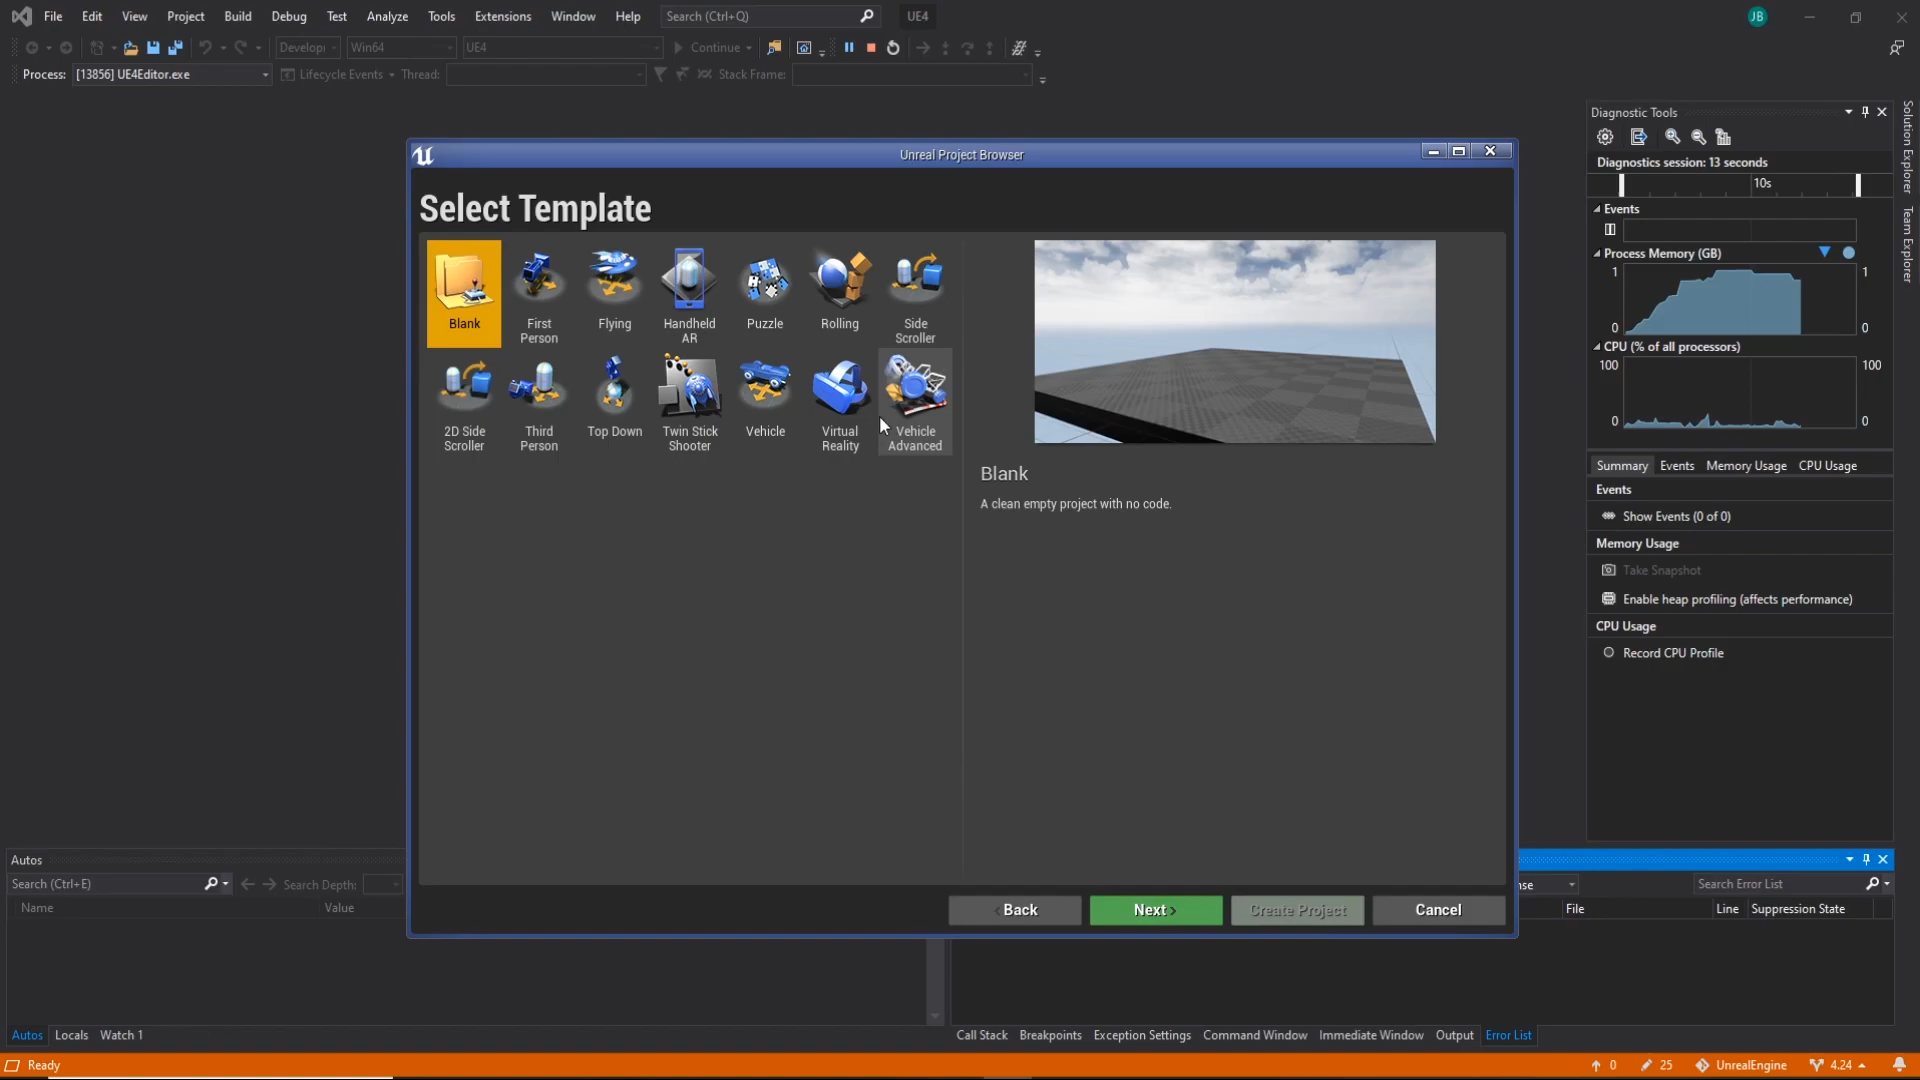 File Edit View Project Build Debug Test Analyze Tools Extensions Window Help Search (Ctrl+Q) UE4 JB
Develop Win64 UE4 Continue
Process: [13856] UE4Editor.exe Lifecycle Events Thread: Stack Frame:
Diagnostic Tools
Diagnostics session: 13 seconds
10s
Events
Process Memory (GB)
1 1
0 0
CPU (% of all processors)
100 100
0 0
Summary Events Memory Usage CPU Usage
Events
Show Events (0 of 0)
Memory Usage
Take Snapshot
Enable heap profiling (affects performance)
CPU Usage
Record CPU Profile
Solution Explorer
Team Explorer
Unreal Project Browser
Select Template
Blank
First
Person
Flying
Handheld
AR
Puzzle
Rolling
Side
Scroller
2D Side
Scroller
Third
Person
Top Down
Twin Stick
Shooter
Vehicle
Virtual
Reality
Vehicle
Advanced
Blank
A clean empty project with no code.
Back Next > Create Project Cancel
Autos
Search (Ctrl+E) Search Depth:
Name Value
Search Error List
File Line Suppression State
Autos Locals Watch 1
Call Stack Breakpoints Exception Settings Command Window Immediate Window Output Error List
Ready 0 25 UnrealEngine 4.24